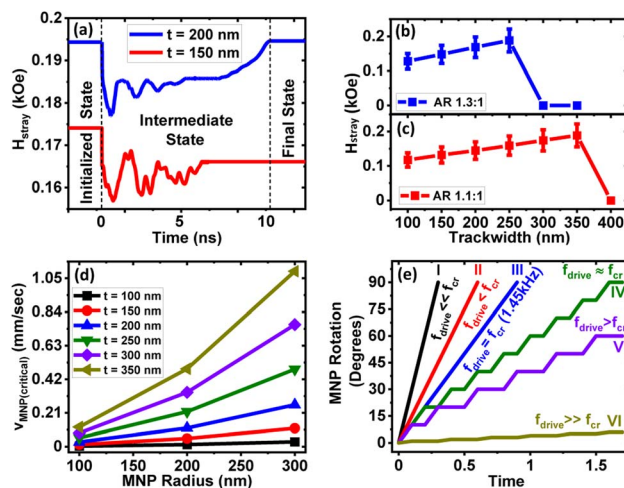 (a)
t = 200 nm
t = 150 nm
H_stray (kOe)
0.2
0.19
0.18
0.17
0.16
Initialized State
Intermediate State
Final State
0 5 10
Time (ns)
(b)
0.2
0.1
0
AR 1.3:1
H_stray (kOe)
(c)
0.2
0.1
0
AR 1.1:1
100 150 200 250 300 350 400
Trackwidth (nm)
(d)
t = 100 nm
t = 150 nm
t = 200 nm
t = 250 nm
t = 300 nm
t = 350 nm
v_MNP(critical) (mm/sec)
1.05
0.84
0.63
0.42
0.21
0
100 200 300
MNP Radius (nm)
(e)
MNP Rotation (Degrees)
90
75
60
45
30
15
0
I
II
III
f_drive << f_cr
f_drive < f_cr
f_drive = f_cr (1.45kHz)
f_drive ≈ f_cr
IV
f_drive > f_cr
V
f_drive >> f_cr VI
0 0.5 1 1.5
Time